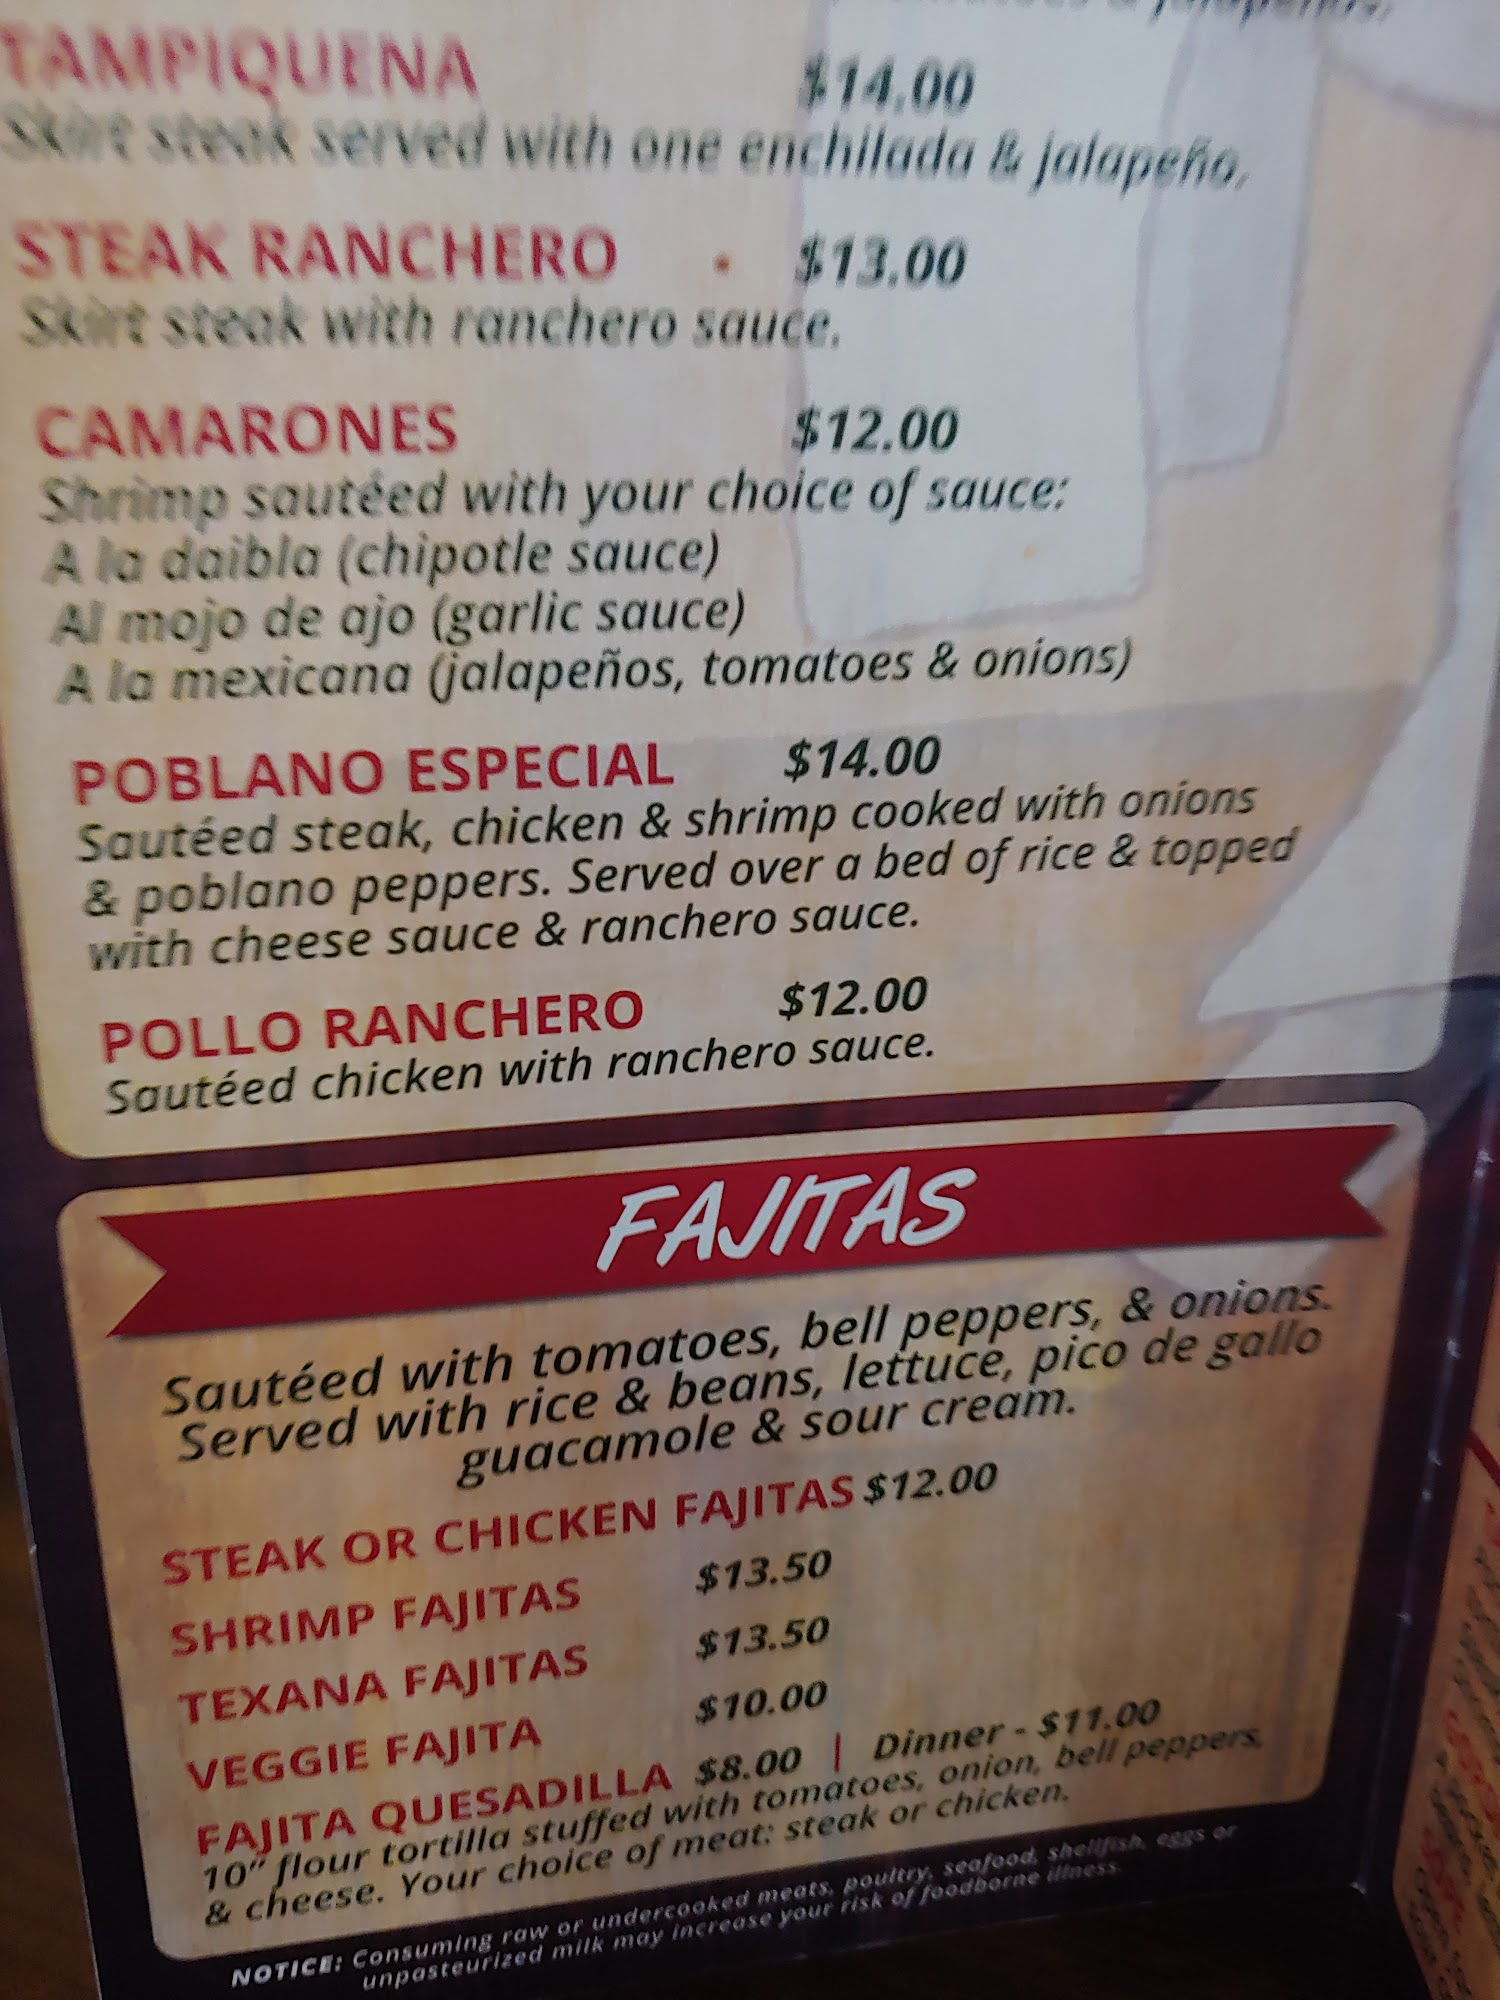 jalapeños.
TAMPIQUENA $14.00
Skirt steak served with one enchilada & jalapeño.
STEAK RANCHERO $13.00
Skirt steak with ranchero sauce.
CAMARONES $12.00
Shrimp sautéed with your choice of sauce:
A la daibla (chipotle sauce)
Al mojo de ajo (garlic sauce)
A la mexicana (jalapeños, tomatoes & onions)
POBLANO ESPECIAL $14.00
Sautéed steak, chicken & shrimp cooked with onions
& poblano peppers. Served over a bed of rice & topped
with cheese sauce & ranchero sauce.
POLLO RANCHERO $12.00
Sautéed chicken with ranchero sauce.
FAJITAS
Sautéed with tomatoes, bell peppers, & onions.
Served with rice & beans, lettuce, pico de gallo
guacamole & sour cream.
STEAK OR CHICKEN FAJITAS $12.00
SHRIMP FAJITAS $13.50
TEXANA FAJITAS $13.50
VEGGIE FAJITA $10.00
FAJITA QUESADILLA $8.00 | Dinner - $11.00
10" flour tortilla stuffed with tomatoes, onion, bell peppers,
& cheese. Your choice of meat: steak or chicken.
NOTICE: Consuming raw or undercooked meats, poultry, seafood, shellfish, eggs or
unpasteurized milk may increase your risk of foodborne illness.